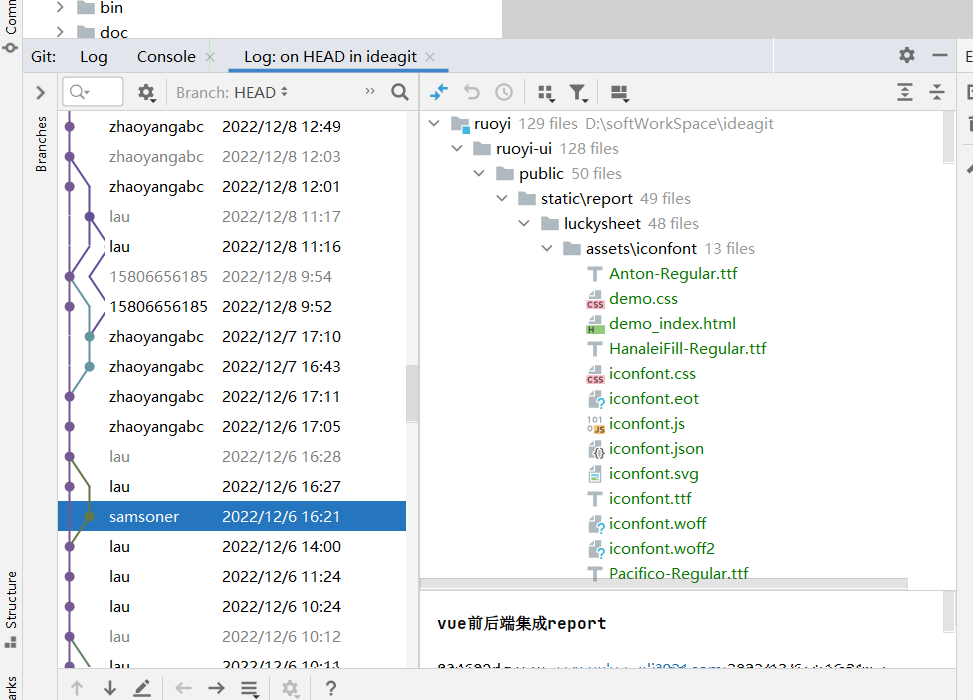 bin
doc
Git: Log Console Log: on HEAD in ideagit
Branch: HEAD
Branches
Structure
zhaoyangabc 2022/12/8 12:49
zhaoyangabc 2022/12/8 12:03
zhaoyangabc 2022/12/8 12:01
lau 2022/12/8 11:17
lau 2022/12/8 11:16
15806656185 2022/12/8 9:54
15806656185 2022/12/8 9:52
zhaoyangabc 2022/12/7 17:10
zhaoyangabc 2022/12/7 16:43
zhaoyangabc 2022/12/6 17:11
zhaoyangabc 2022/12/6 17:05
lau 2022/12/6 16:28
lau 2022/12/6 16:27
samsoner 2022/12/6 16:21
lau 2022/12/6 14:00
lau 2022/12/6 11:24
lau 2022/12/6 10:24
lau 2022/12/6 10:12
lau 2022/12/6 10:11
ruoyi 129 files D:\softWorkSpace\ideagit
ruoyi-ui 128 files
public 50 files
static\report 49 files
luckysheet 48 files
assets\iconfont 13 files
Anton-Regular.ttf
demo.css
demo_index.html
HanaleiFill-Regular.ttf
iconfont.css
iconfont.eot
iconfont.js
iconfont.json
iconfont.svg
iconfont.ttf
iconfont.woff
iconfont.woff2
Pacifico-Regular.ttf
vue前后端集成report